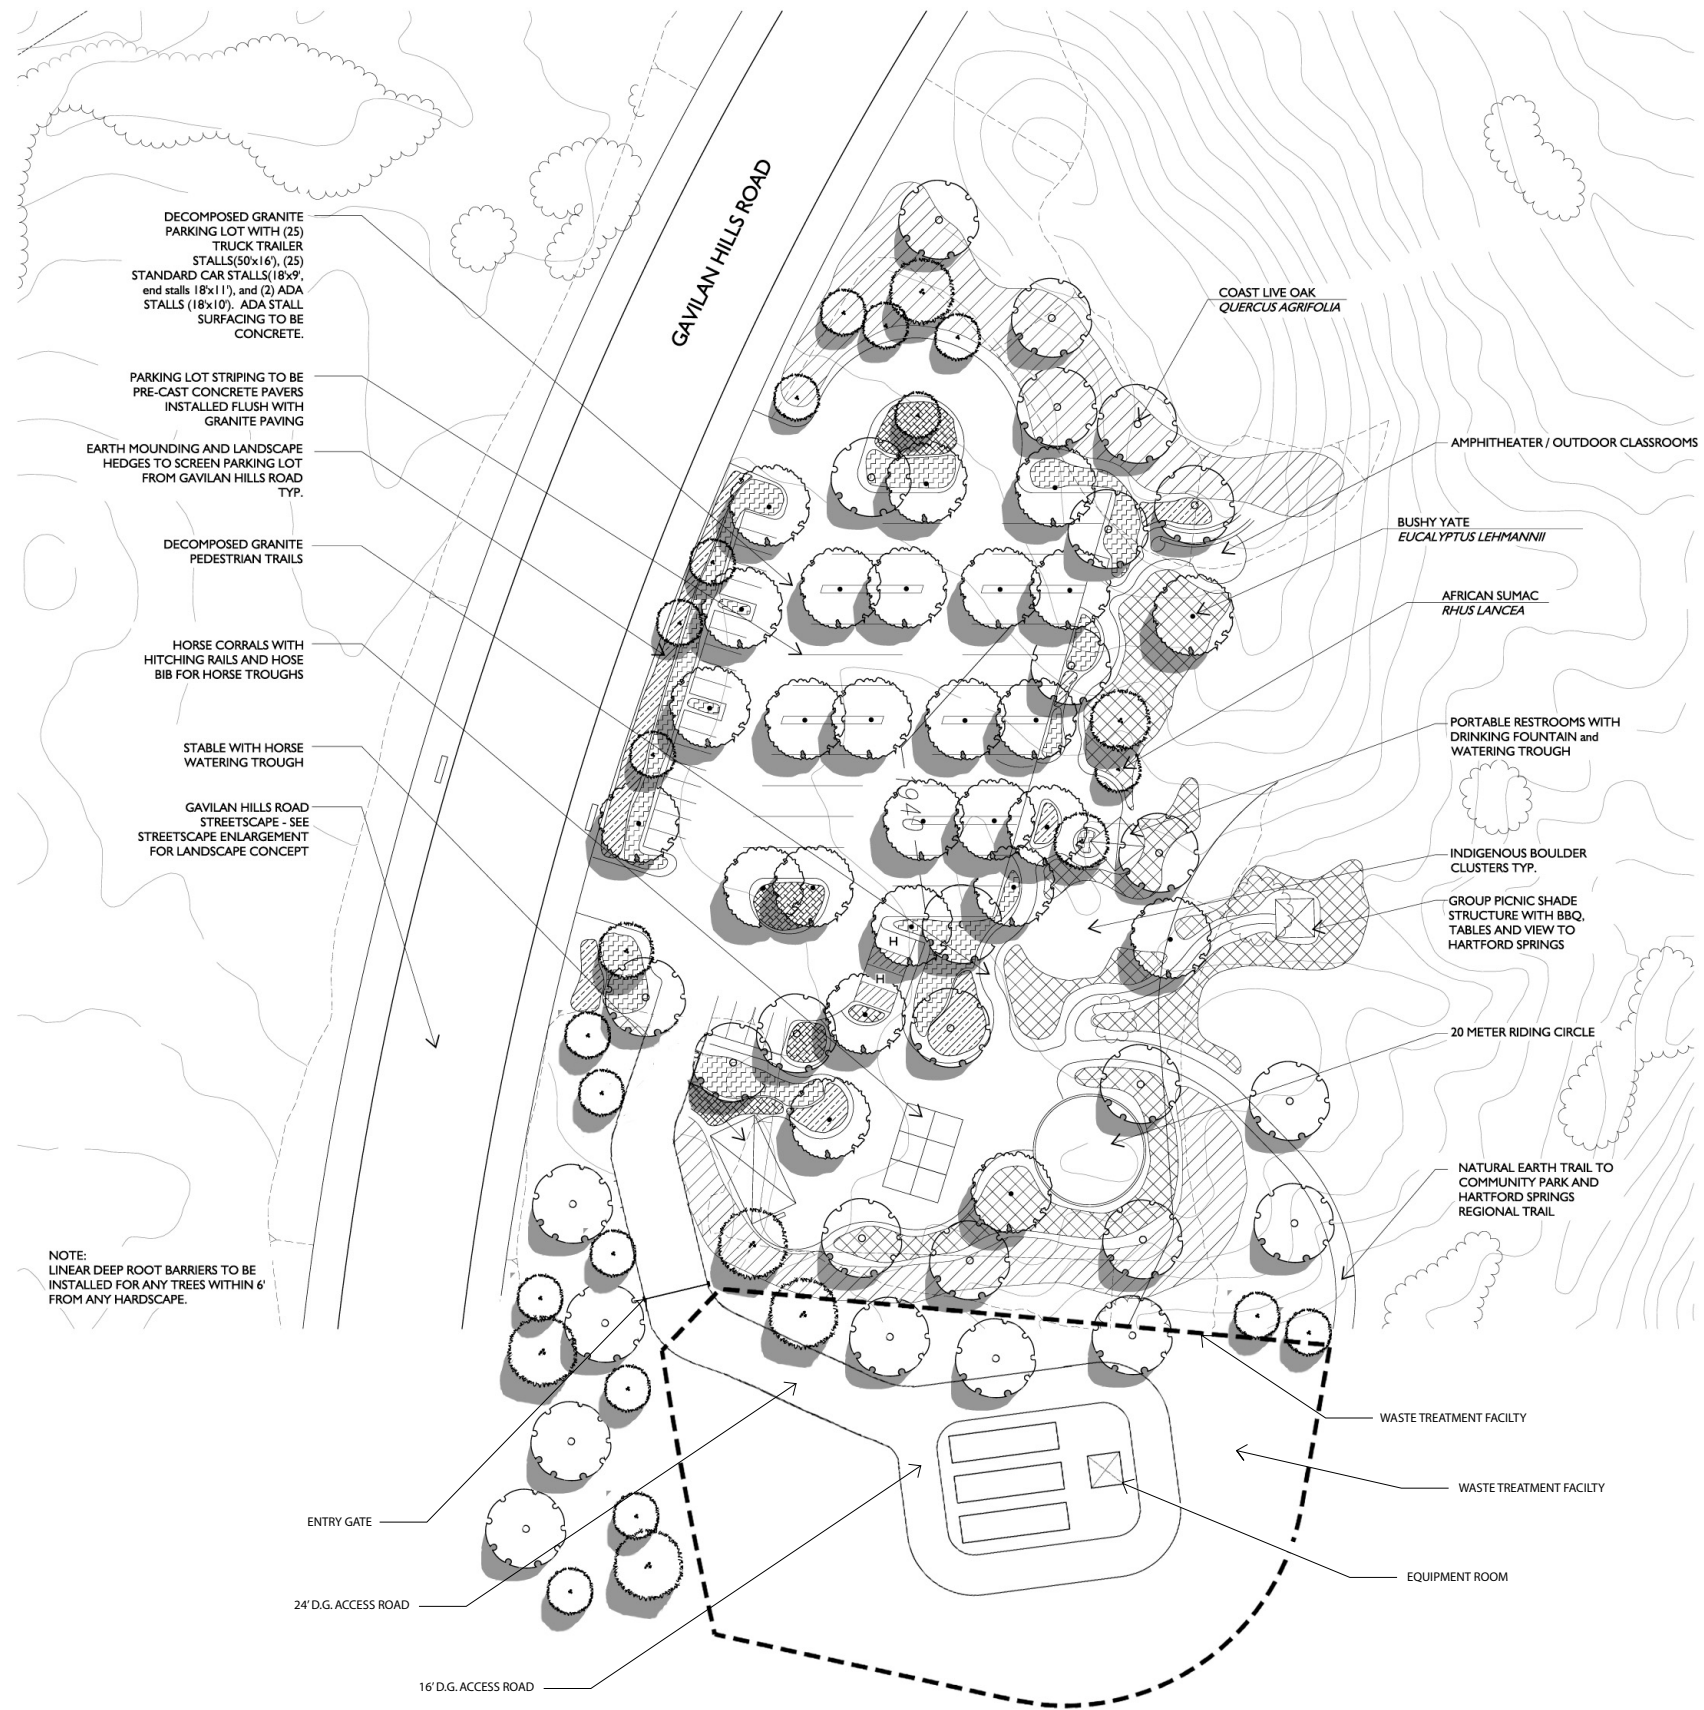 GAVILAN HILLS ROAD
DECOMPOSED GRANITE
PARKING LOT WITH (25)
TRUCK TRAILER
STALLS(50'x16'), (25)
STANDARD CAR STALLS(18'x9',
end stalls 18'x11'), and (2) ADA
STALLS (18'x10'). ADA STALL
SURFACING TO BE
CONCRETE.
PARKING LOT STRIPING TO BE
PRE-CAST CONCRETE PAVERS
INSTALLED FLUSH WITH
GRANITE PAVING
EARTH MOUNDING AND LANDSCAPE
HEDGES TO SCREEN PARKING LOT
FROM GAVILAN HILLS ROAD
TYP.
DECOMPOSED GRANITE
PEDESTRIAN TRAILS
HORSE CORRALS WITH
HITCHING RAILS AND HOSE
BIB FOR HORSE TROUGHS
STABLE WITH HORSE
WATERING TROUGH
GAVILAN HILLS ROAD
STREETSCAPE - SEE
STREETSCAPE ENLARGEMENT
FOR LANDSCAPE CONCEPT
NOTE:
LINEAR DEEP ROOT BARRIERS TO BE
INSTALLED FOR ANY TREES WITHIN 6'
FROM ANY HARDSCAPE.
ENTRY GATE
24' D.G. ACCESS ROAD
16' D.G. ACCESS ROAD
H
H
COAST LIVE OAK
QUERCUS AGRIFOLIA
AMPHITHEATER / OUTDOOR CLASSROOMS
BUSHY YATE
EUCALYPTUS LEHMANNII
AFRICAN SUMAC
RHUS LANCEA
PORTABLE RESTROOMS WITH
DRINKING FOUNTAIN and
WATERING TROUGH
INDIGENOUS BOULDER
CLUSTERS TYP.
GROUP PICNIC SHADE
STRUCTURE WITH BBQ,
TABLES AND VIEW TO
HARTFORD SPRINGS
20 METER RIDING CIRCLE
NATURAL EARTH TRAIL TO
COMMUNITY PARK AND
HARTFORD SPRINGS
REGIONAL TRAIL
WASTE TREATMENT FACILTY
WASTE TREATMENT FACILTY
EQUIPMENT ROOM